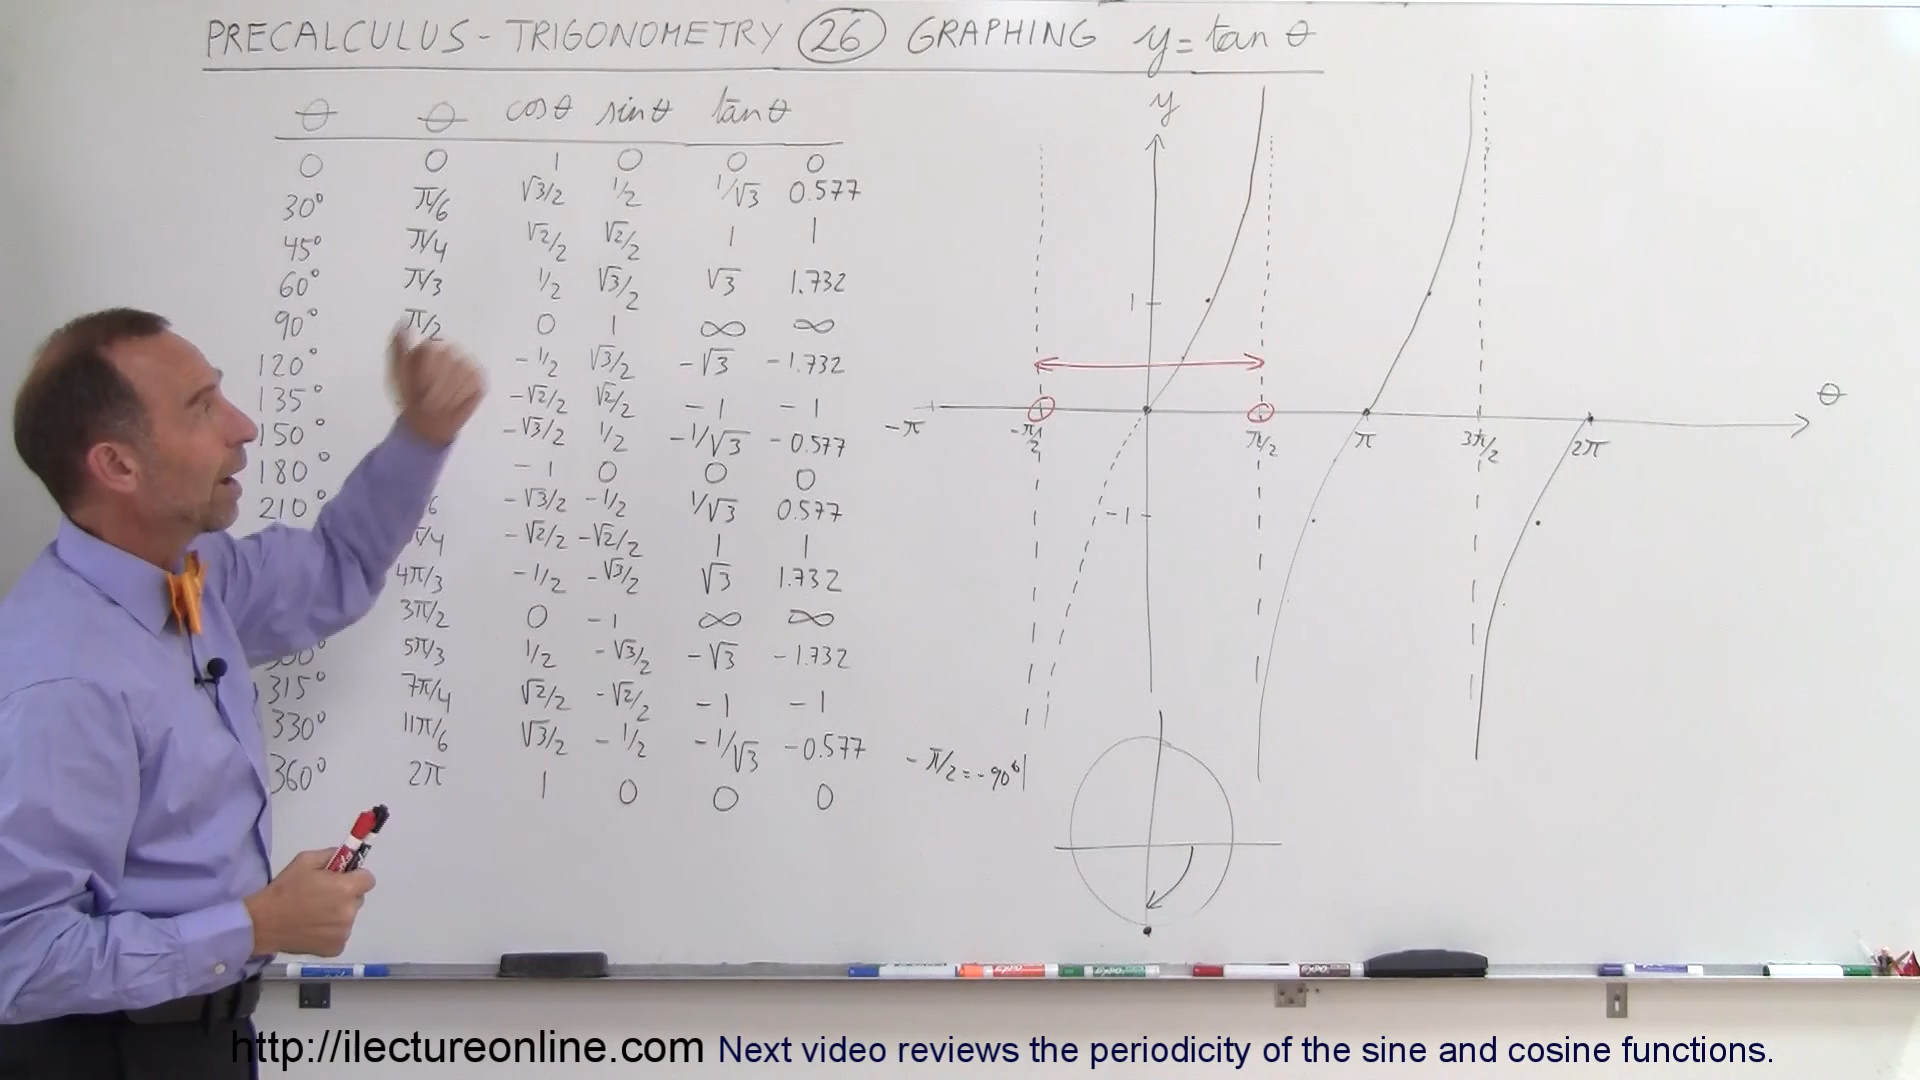 PRECALCULUS - TRIGONOMETRY 26 GRAPHING y = tan θ
θ θ cos θ sin θ tan θ
0 0 1 0 0 0
30° π/6 √3/2 1/2 1/√3 0.577
45° π/4 √2/2 √2/2 1 1
60° π/3 1/2 √3/2 √3 1.732
90° π/2 0 1 ∞ ∞
120° -1/2 √3/2 -√3 -1.732
135° -√2/2 √2/2 -1 -1
150° -√3/2 1/2 -1/√3 -0.577
180° -1 0 0 0
210° 6 -√3/2 -1/2 1/√3 0.577
π/4 -√2/2 -√2/2 1 1
4π/3 -1/2 -√3/2 √3 1.732
3π/2 0 -1 ∞ ∞
300° 5π/3 1/2 -√3/2 -√3 -1.732
315° 7π/4 √2/2 -√2/2 -1 -1
330° 11π/6 √3/2 -1/2 -1/√3 -0.577
360° 2π 1 0 0 0
y
1
θ
-π -π/2 π/2 π 3π/2 2π
-1
-π/2 = -90°
http://ilectureonline.com Next video reviews the periodicity of the sine and cosine functions.